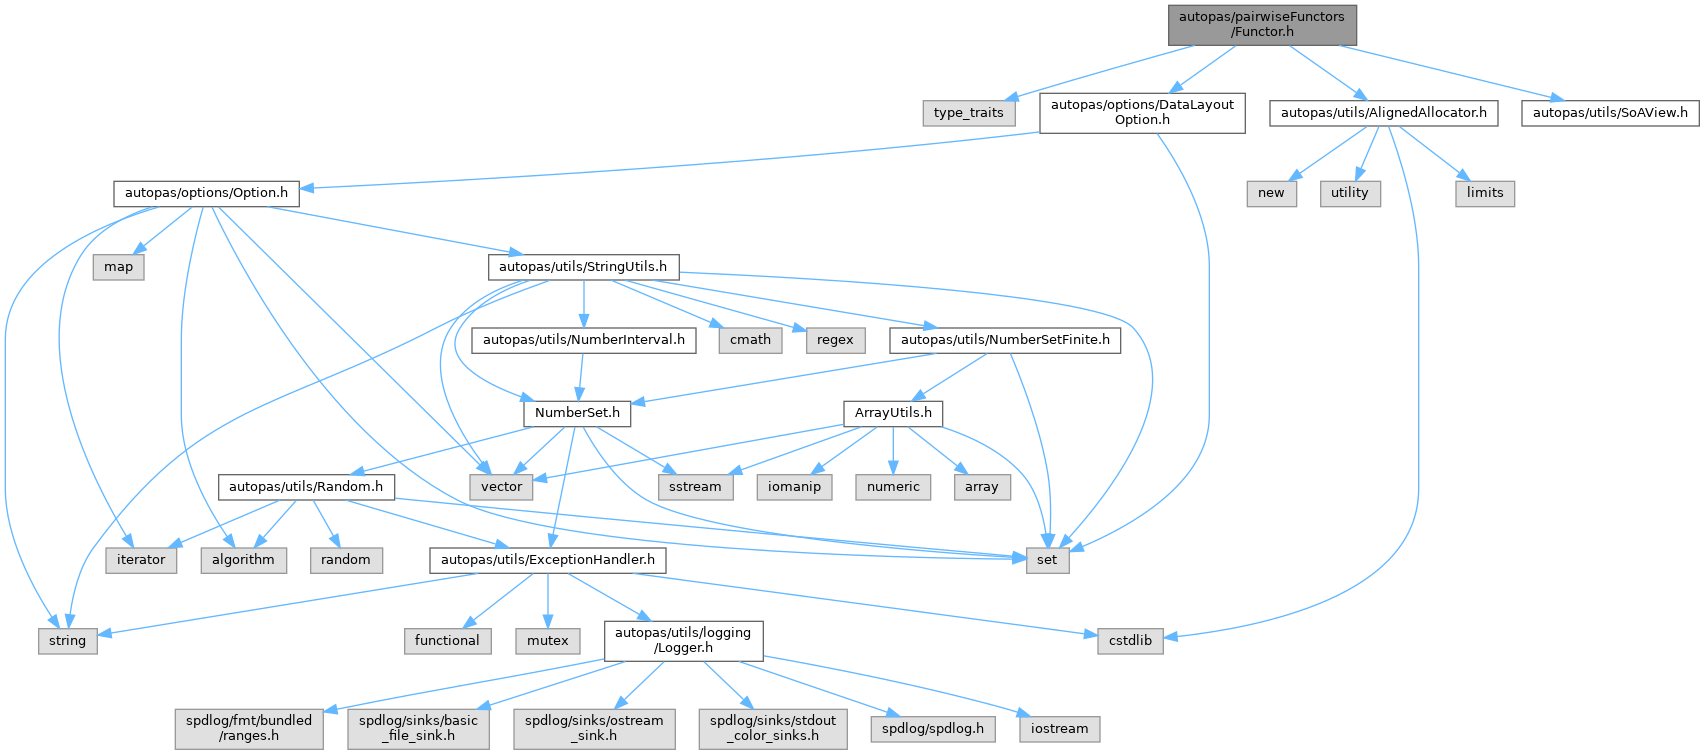 autopas/pairwiseFunctors
/Functor.h
type_traits
autopas/options/DataLayout
Option.h
autopas/utils/AlignedAllocator.h
autopas/utils/SoAView.h
autopas/options/Option.h
new
utility
limits
map
autopas/utils/StringUtils.h
autopas/utils/NumberInterval.h
cmath
regex
autopas/utils/NumberSetFinite.h
NumberSet.h
ArrayUtils.h
autopas/utils/Random.h
vector
sstream
iomanip
numeric
array
iterator
algorithm
random
autopas/utils/ExceptionHandler.h
set
string
functional
mutex
autopas/utils/logging
/Logger.h
cstdlib
spdlog/fmt/bundled
/ranges.h
spdlog/sinks/basic
_file_sink.h
spdlog/sinks/ostream
_sink.h
spdlog/sinks/stdout
_color_sinks.h
spdlog/spdlog.h
iostream